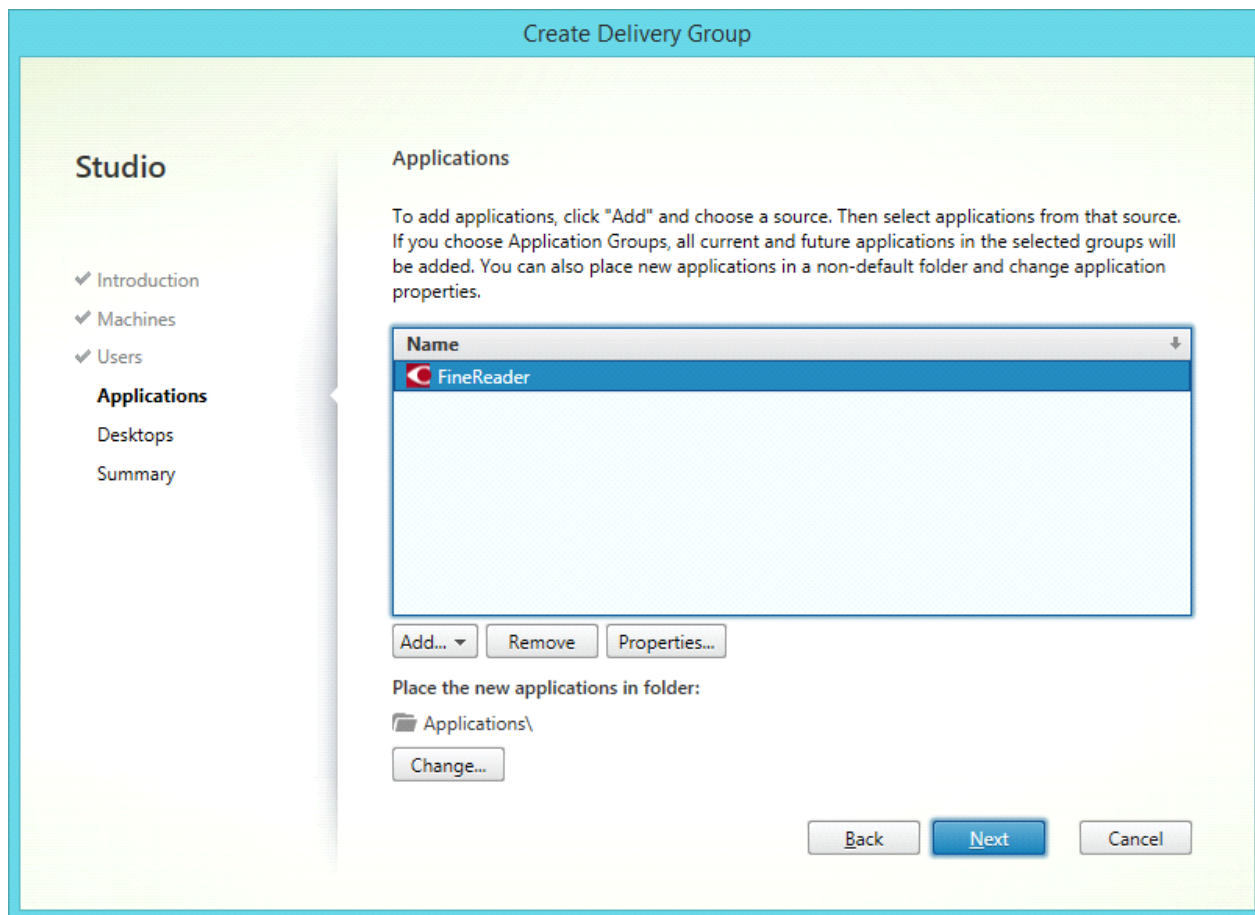 Create Delivery Group
Studio
Introduction
Machines
Users
Applications
Desktops
Summary
Applications
To add applications, click "Add" and choose a source. Then select applications from that source.
If you choose Application Groups, all current and future applications in the selected groups will
be added. You can also place new applications in a non-default folder and change application
properties.
Name
FineReader
Add... Remove Properties...
Place the new applications in folder:
Applications\
Change...
Back Next Cancel